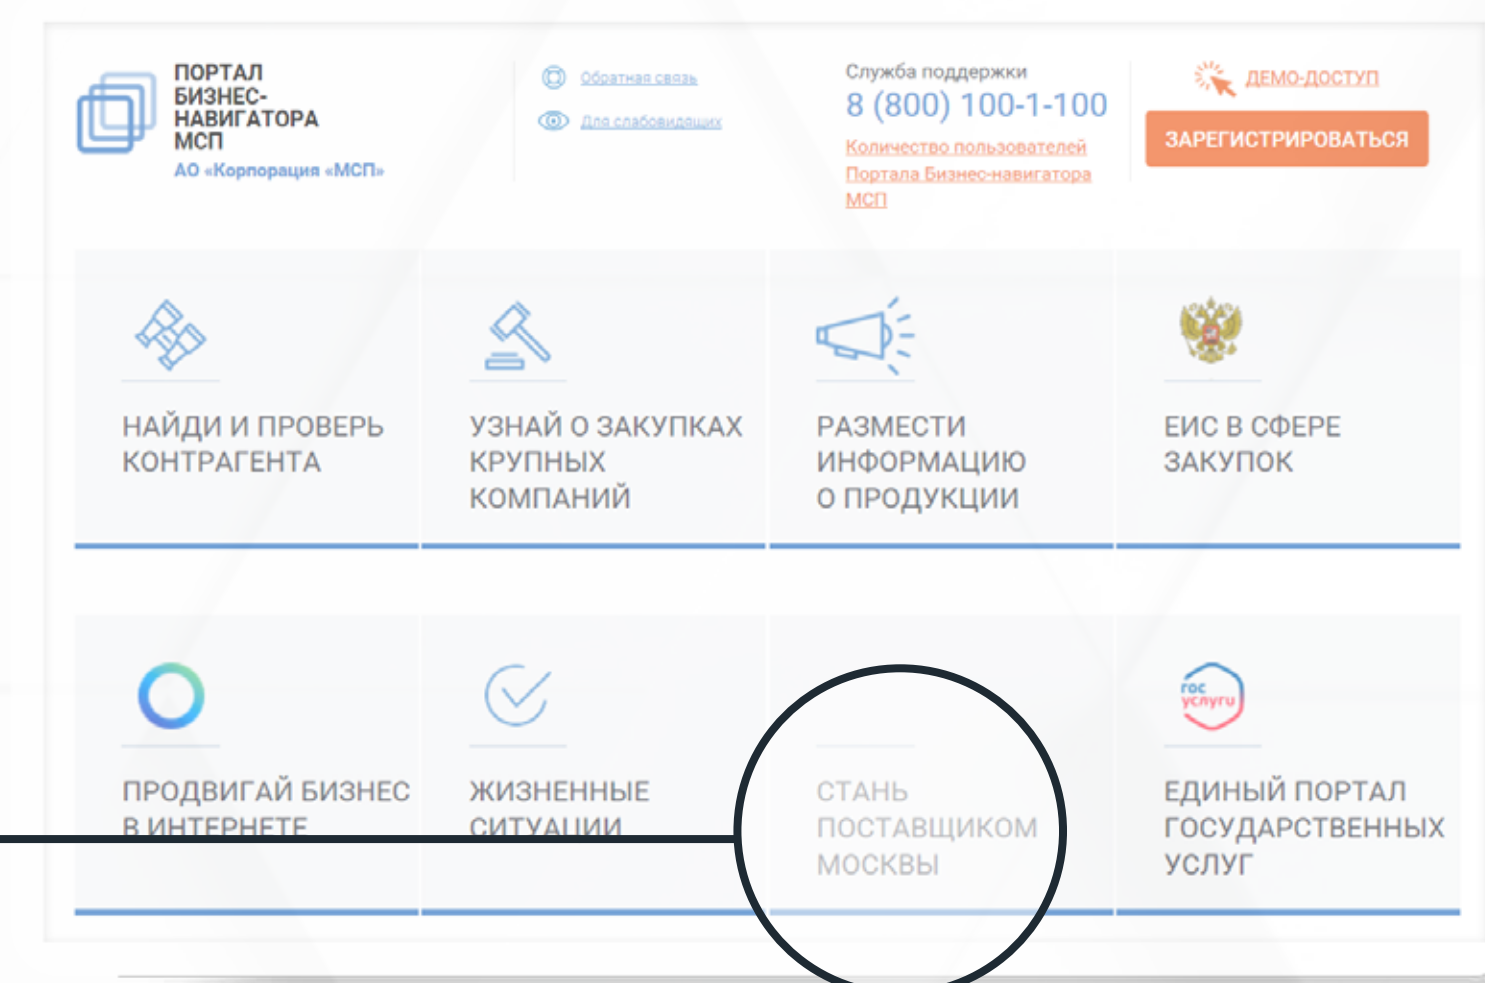 ПОРТАЛ
БИЗНЕС-
НАВИГАТОРА
МСП
АО «Корпорация «МСП»
Обратная связь
Для слабовидящих
Служба поддержки
8 (800) 100-1-100
Количество пользователей
Портала Бизнес-навигатора
МСП
ДЕМО-ДОСТУП
ЗАРЕГИСТРИРОВАТЬСЯ
НАЙДИ И ПРОВЕРЬ
КОНТРАГЕНТА
УЗНАЙ О ЗАКУПКАХ
КРУПНЫХ
КОМПАНИЙ
РАЗМЕСТИ
ИНФОРМАЦИЮ
О ПРОДУКЦИИ
ЕИС В СФЕРЕ
ЗАКУПОК
ПРОДВИГАЙ БИЗНЕС
В ИНТЕРНЕТЕ
ЖИЗНЕННЫЕ
СИТУАЦИИ
СТАНЬ
ПОСТАВЩИКОМ
МОСКВЫ
гос
услуги
ЕДИНЫЙ ПОРТАЛ
ГОСУДАРСТВЕННЫХ
УСЛУГ